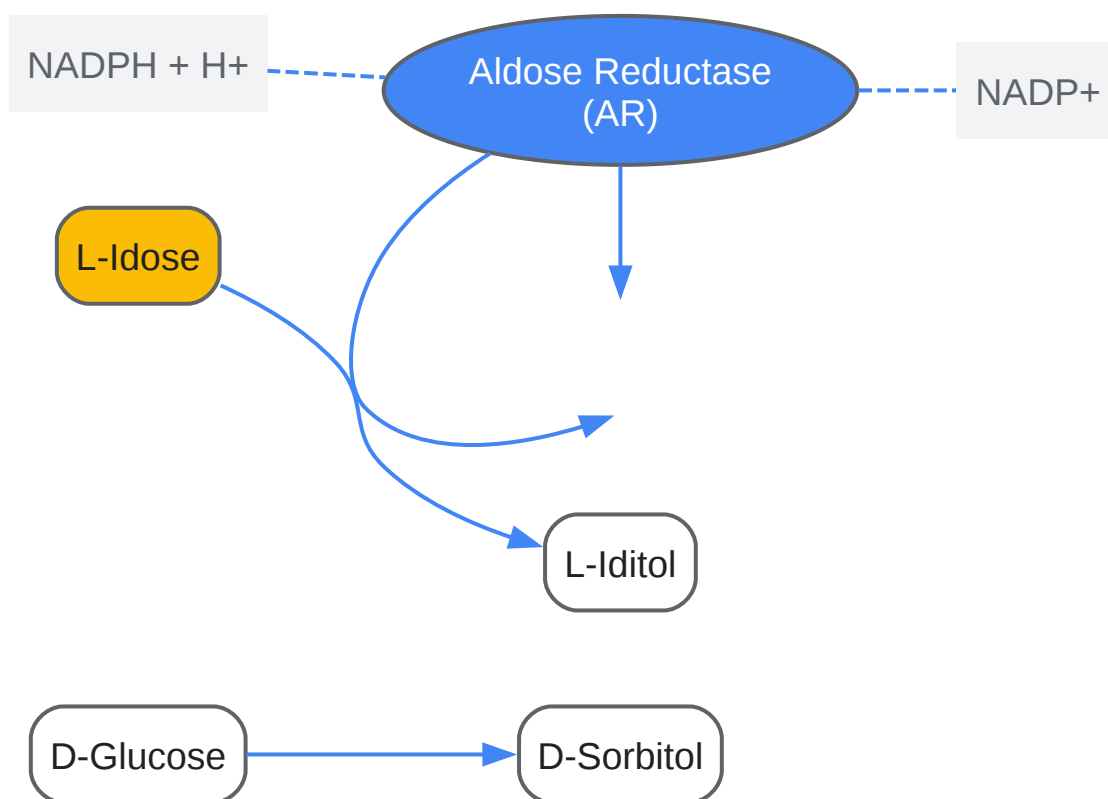 NADPH + H+
Aldose Reductase
(AR)
NADP+
L-Idose
L-Iditol
D-Glucose
D-Sorbitol